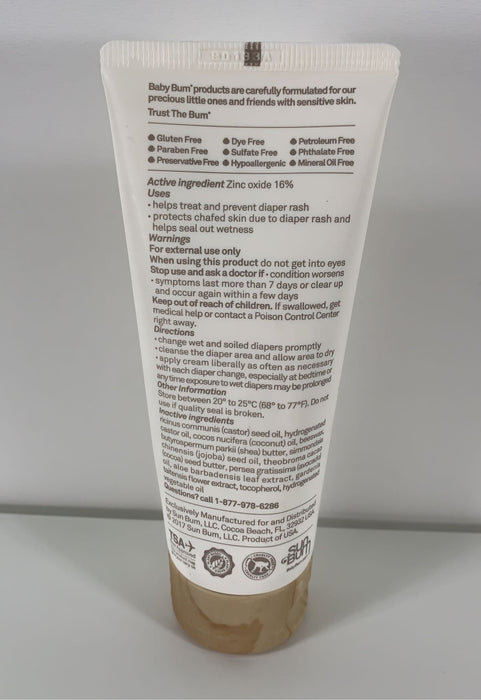 Baby Bum® products are carefully formulated for our
precious little ones and friends with sensitive skin.
Trust The Bum®
Gluten Free Dye Free Petroleum Free
Paraben Free Sulfate Free Phthalate Free
Preservative Free Hypoallergenic Mineral Oil Free
Active ingredient Zinc oxide 16%
Uses
• helps treat and prevent diaper rash
• protects chafed skin due to diaper rash and
helps seal out wetness
Warnings
For external use only
When using this product do not get into eyes
Stop use and ask a doctor if • condition worsens
• symptoms last more than 7 days or clear up
and occur again within a few days
Keep out of reach of children. If swallowed, get
medical help or contact a Poison Control Center
right away.
Directions
• change wet and soiled diapers promptly
• cleanse the diaper area and allow area to dry
• apply cream liberally as often as necessary
with each diaper change, especially at bedtime or
anytime exposure to wet diapers may be prolonged
Other Information
Store between 20° to 25°C (68° to 77°F). Do not
use if quality seal is broken.
Inactive ingredients
ricinus communis (castor) seed oil, hydrogenated
castor oil, cocos nucifera (coconut) oil, beeswax,
butyrospermum parkii (shea) butter, simmondsia
chinensis (jojoba) seed oil, theobroma cacao
(cocoa) seed butter, persea gratissima (avocado)
oil, aloe barbadensis leaf extract, gardenia
taitensis flower extract, tocopherol, hydrogenated
vegetable oil
Questions? call 1-877-978-6286
Exclusively Manufactured for and Distributed
by Sun Bum, LLC. Cocoa Beach, FL, 32932 USA.
© 2017 Sun Bum, LLC. Product of USA.
TSA
SUN
BUM